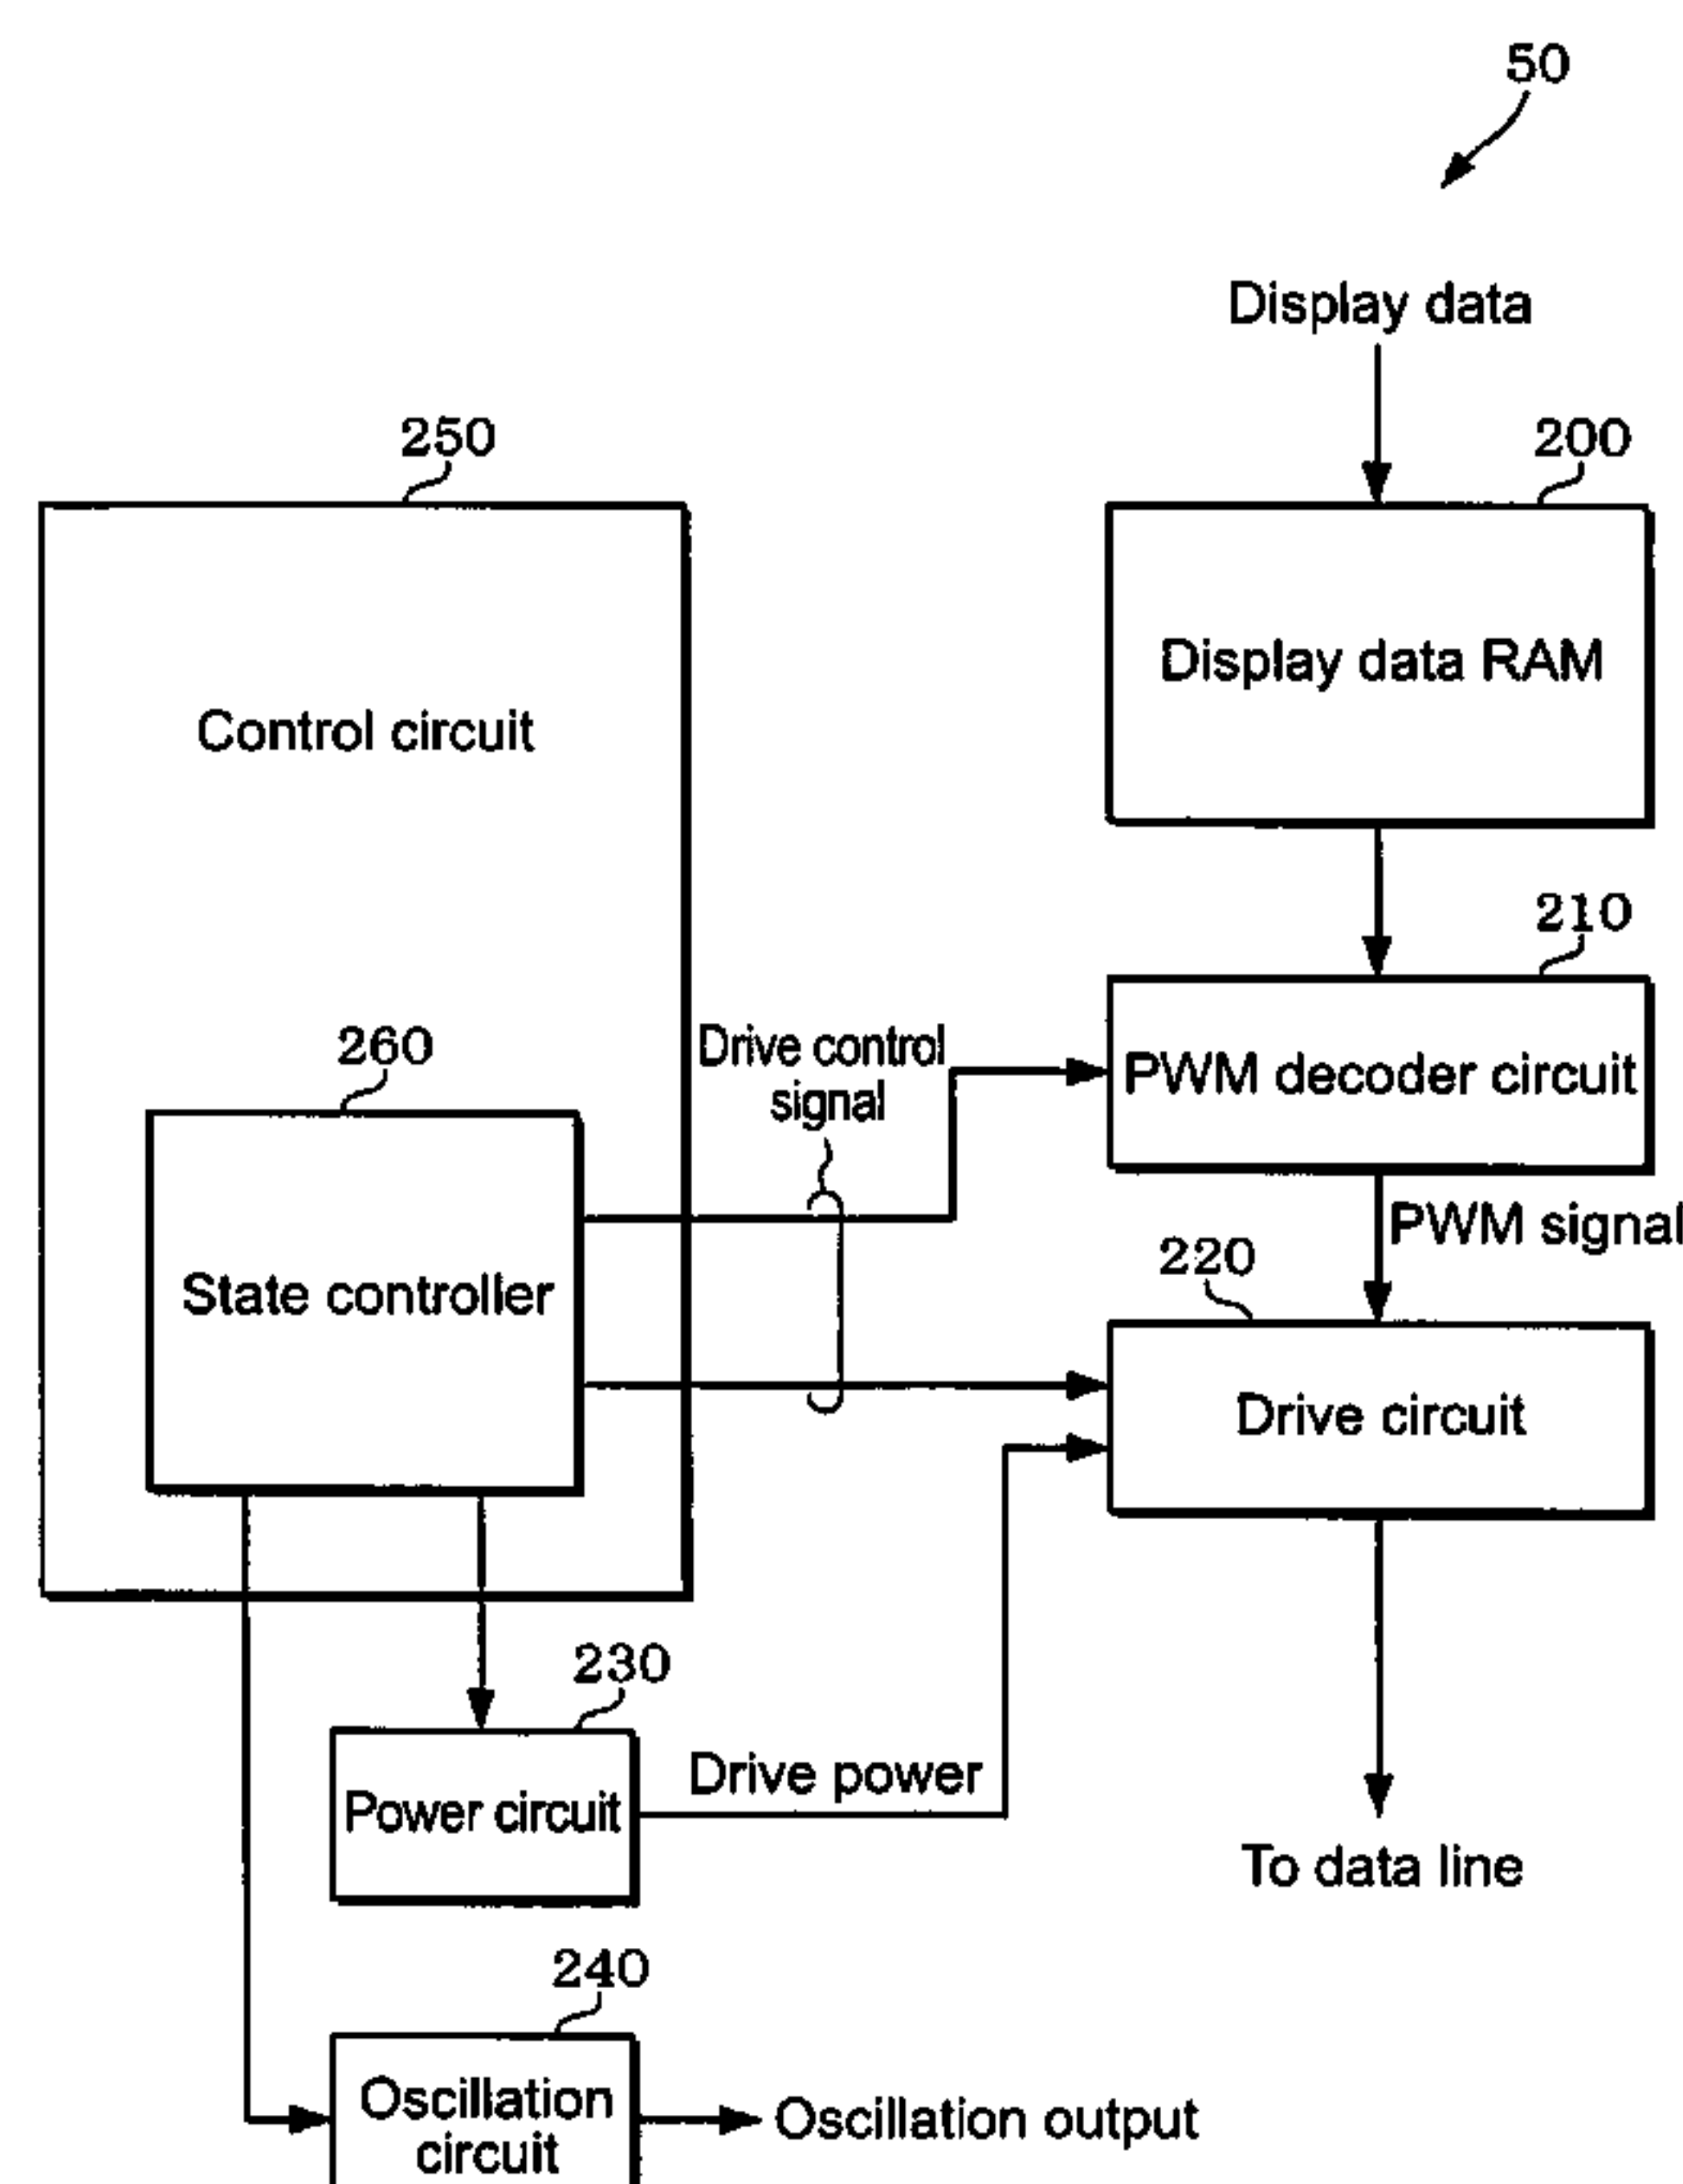 50
Display data
250
200
Display data RAM
Control circuit
210
260
Drive control
signal
PWM decoder circuit
PWM signal
220
State controller
Drive circuit
230
Drive power
Power circuit
To data line
240
Oscillation
circuit
Oscillation output